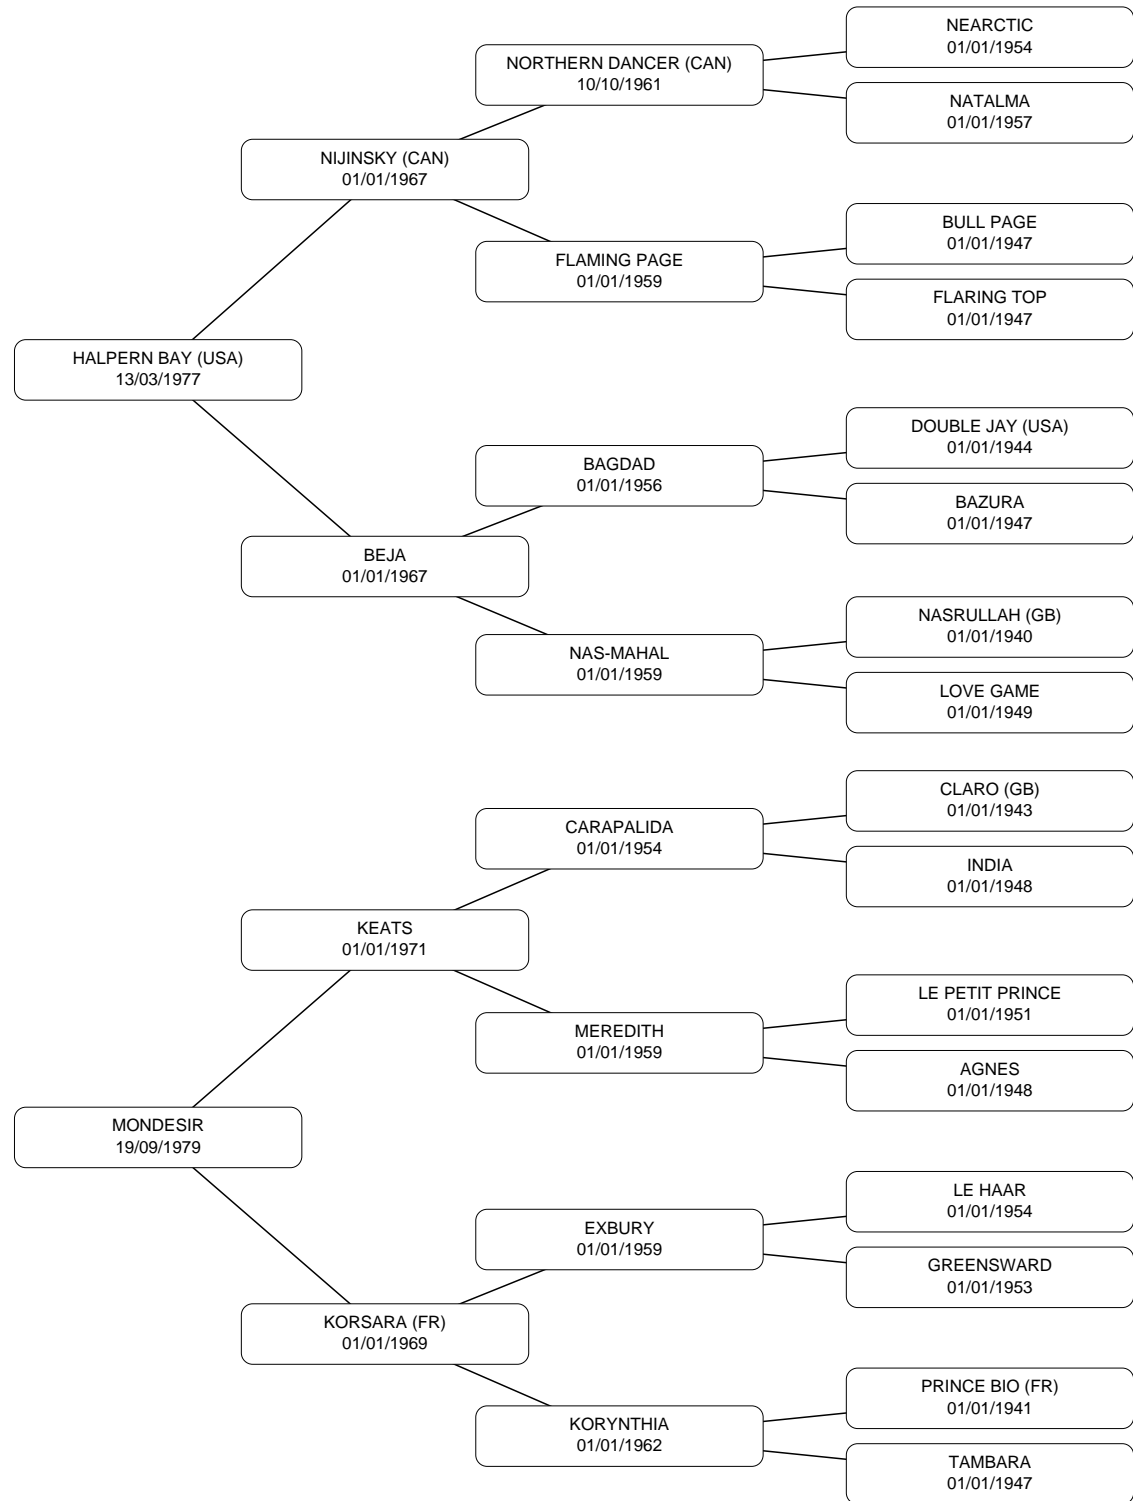 NEARCTIC
01/01/1954
NORTHERN DANCER (CAN)
10/10/1961
NATALMA
01/01/1957
NIJINSKY (CAN)
01/01/1967
BULL PAGE
01/01/1947
FLAMING PAGE
01/01/1959
FLARING TOP
01/01/1947
HALPERN BAY (USA)
13/03/1977
DOUBLE JAY (USA)
01/01/1944
BAGDAD
01/01/1956
BAZURA
01/01/1947
BEJA
01/01/1967
NASRULLAH (GB)
01/01/1940
NAS-MAHAL
01/01/1959
LOVE GAME
01/01/1949
CLARO (GB)
01/01/1943
CARAPALIDA
01/01/1954
INDIA
01/01/1948
KEATS
01/01/1971
LE PETIT PRINCE
01/01/1951
MEREDITH
01/01/1959
AGNES
01/01/1948
MONDESIR
19/09/1979
LE HAAR
01/01/1954
EXBURY
01/01/1959
GREENSWARD
01/01/1953
KORSARA (FR)
01/01/1969
PRINCE BIO (FR)
01/01/1941
KORYNTHIA
01/01/1962
TAMBARA
01/01/1947